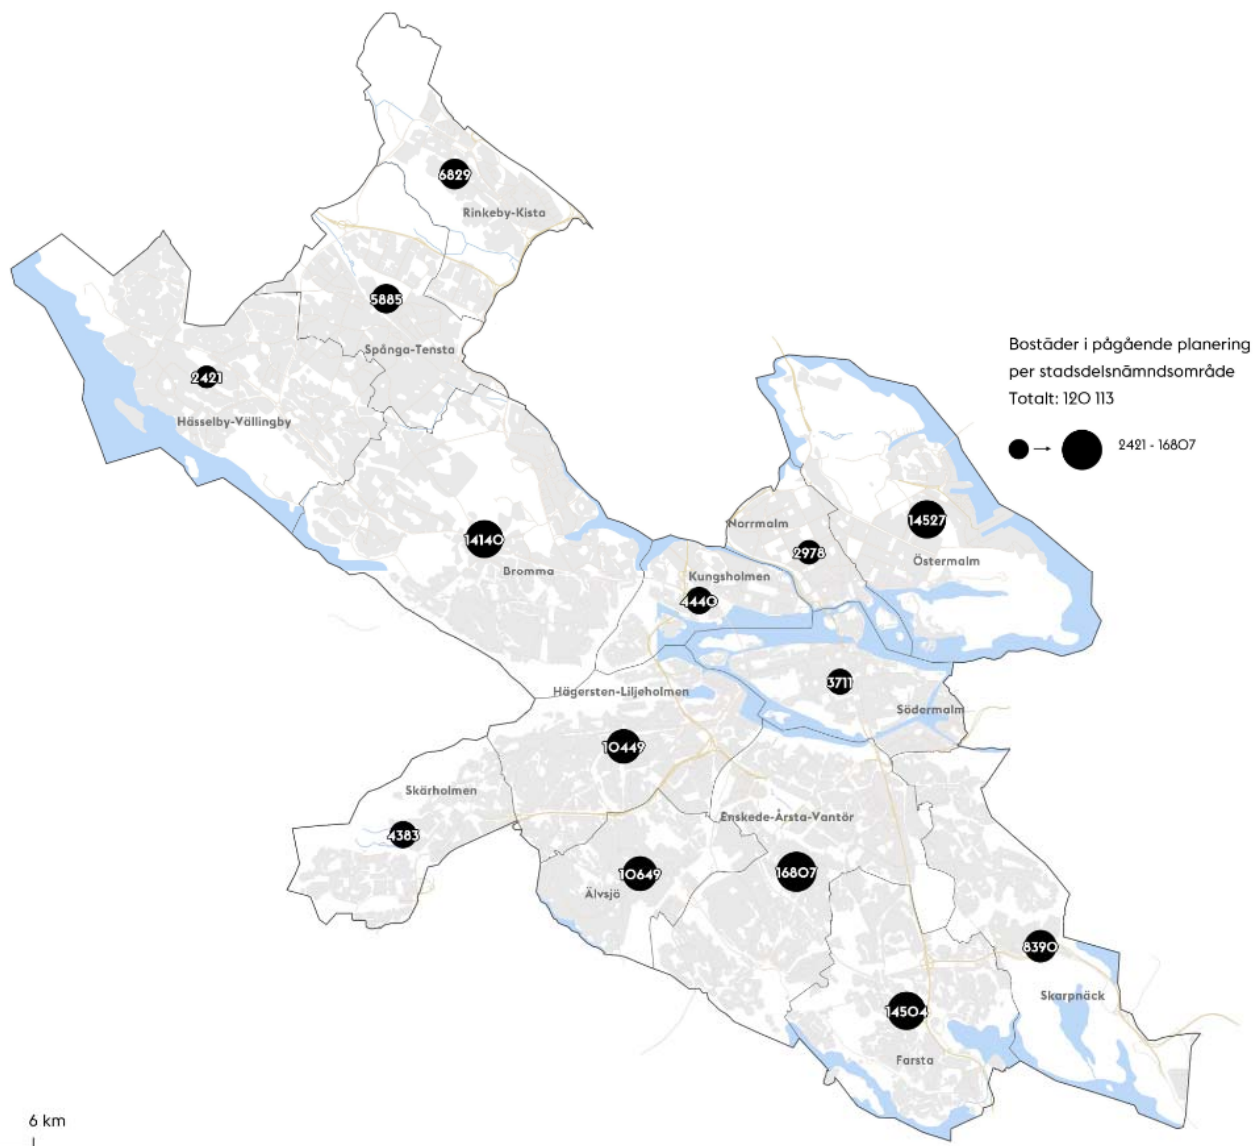 6829
Rinkeby-Kista
5885
Spånga-Tensta
2421
Hässelby-Vällingby
Bostäder i pågående planering
per stadsdelsnämndsområde
Totalt: 120 113
2421 - 16807
14140
Bromma
Norrmalm
2978
14527
Östermalm
Kungsholmen
4440
3711
Södermalm
Hägersten-Liljeholmen
10449
Skärholmen
4383
Enskede-Årsta-Vantör
16807
10649
Älvsjö
8390
Skarpnäck
14504
Farsta
6 km